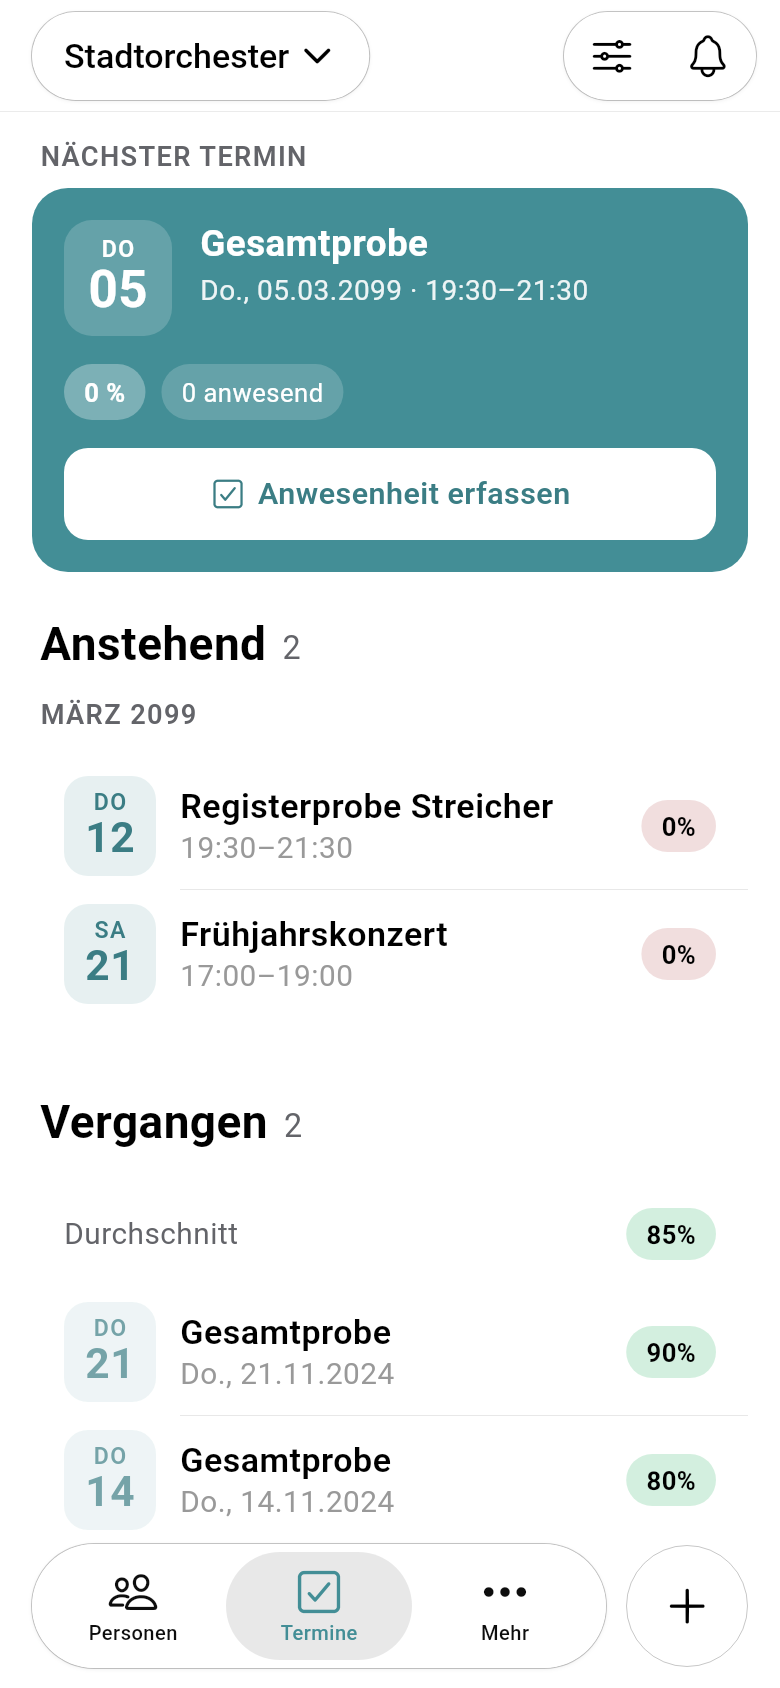 Stadtorchester
NÄCHSTER TERMIN
DO
05
Gesamtprobe
Do., 05.03.2099 · 19:30–21:30
0 %
0 anwesend
Anwesenheit erfassen
Anstehend 2
MÄRZ 2099
DO
12
Registerprobe Streicher
19:30–21:30
0%
SA
21
Frühjahrskonzert
17:00–19:00
0%
Vergangen 2
Durchschnitt
85%
DO
21
Gesamtprobe
Do., 21.11.2024
90%
DO
14
Gesamtprobe
Do., 14.11.2024
80%
Personen
Termine
Mehr